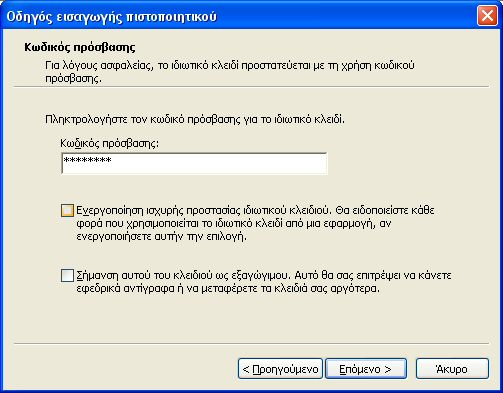 Οδηγός εισαγωγής πιστοποιητικού
Κωδικός πρόσβασης
Για λόγους ασφαλείας, το ιδιωτικό κλειδί προστατεύεται με τη χρήση κωδικού
πρόσβασης.
Πληκτρολογήστε τον κωδικό πρόσβασης για το ιδιωτικό κλειδί.
Κωδικός πρόσβασης:
********
Ενεργοποίηση ισχυρής προστασίας ιδιωτικού κλειδιού. Θα ειδοποιείστε κάθε
φορά που χρησιμοποιείται το ιδιωτικό κλειδί από μια εφαρμογή, αν
ενεργοποιήσετε αυτήν την επιλογή.
Σήμανση αυτού του κλειδιού ως εξαγώγιμου. Αυτό θα σας επιτρέψει να κάνετε
εφεδρικά αντίγραφα ή να μεταφέρετε τα κλειδιά σας αργότερα.
< Προηγούμενο Επόμενο > Άκυρο